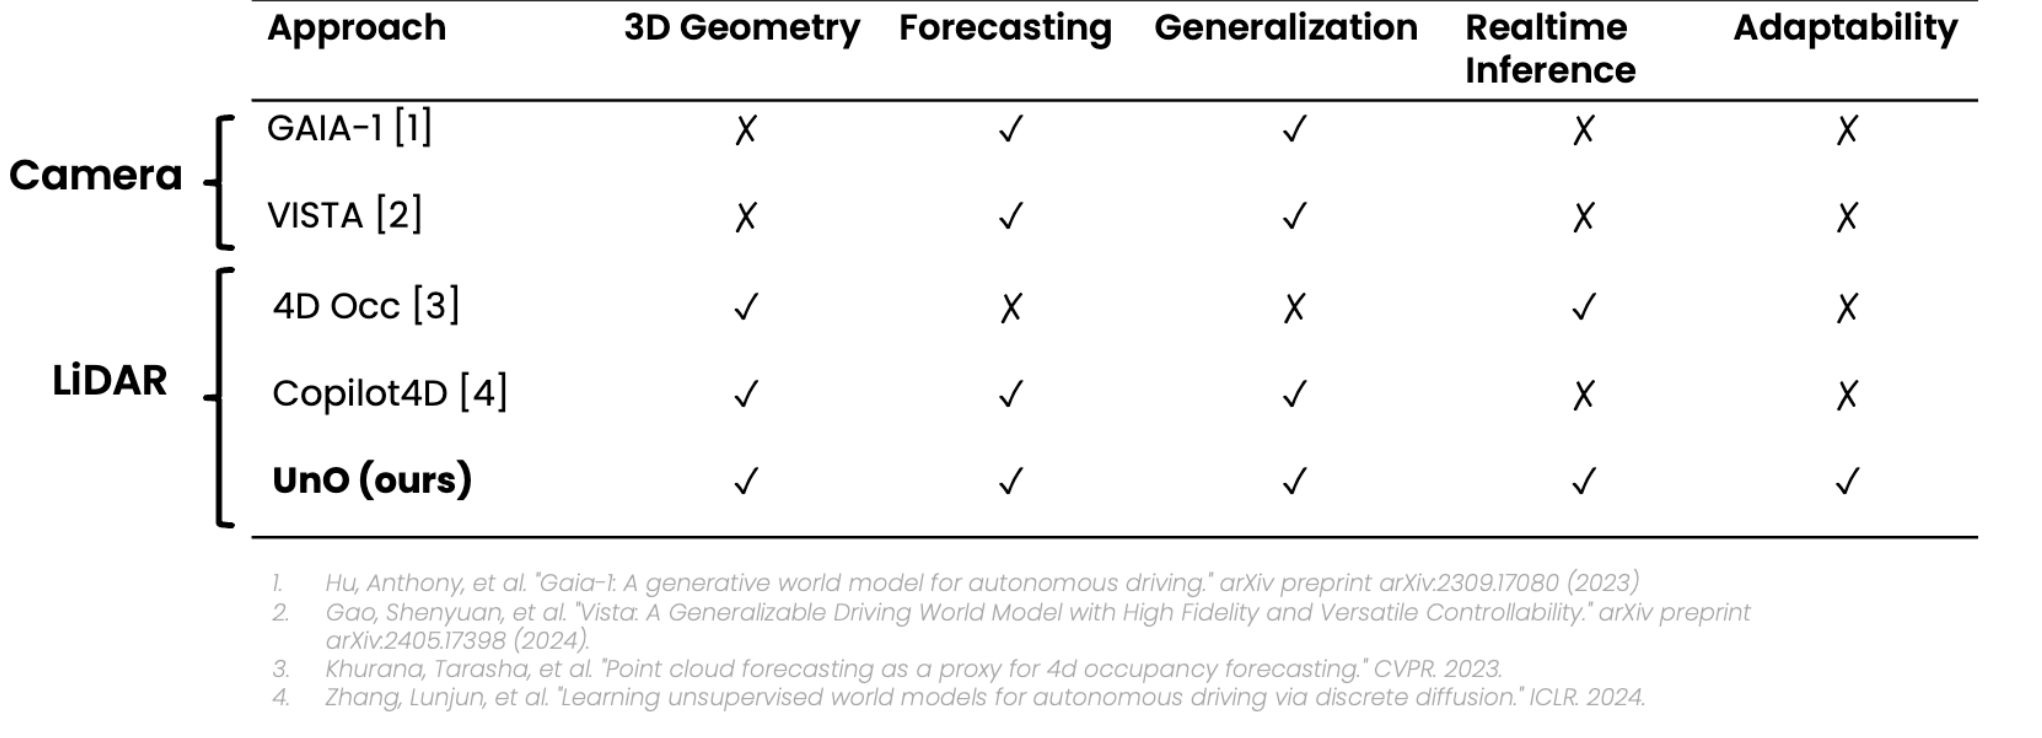 Approach 3D Geometry Forecasting Generalization Realtime Inference Adaptability
Camera
GAIA-1 [1] ✗ ✓ ✓ ✗ ✗
VISTA [2] ✗ ✓ ✓ ✗ ✗
LiDAR
4D Occ [3] ✓ ✗ ✗ ✓ ✗
Copilot4D [4] ✓ ✓ ✓ ✗ ✗
UnO (ours) ✓ ✓ ✓ ✓ ✓
1. Hu, Anthony, et al. "Gaia-1: A generative world model for autonomous driving." arXiv preprint arXiv:2309.17080 (2023)
2. Gao, Shenyuan, et al. "Vista: A Generalizable Driving World Model with High Fidelity and Versatile Controllability." arXiv preprint
arXiv:2405.17398 (2024).
3. Khurana, Tarasha, et al. "Point cloud forecasting as a proxy for 4d occupancy forecasting." CVPR. 2023.
4. Zhang, Lunjun, et al. "Learning unsupervised world models for autonomous driving via discrete diffusion." ICLR. 2024.